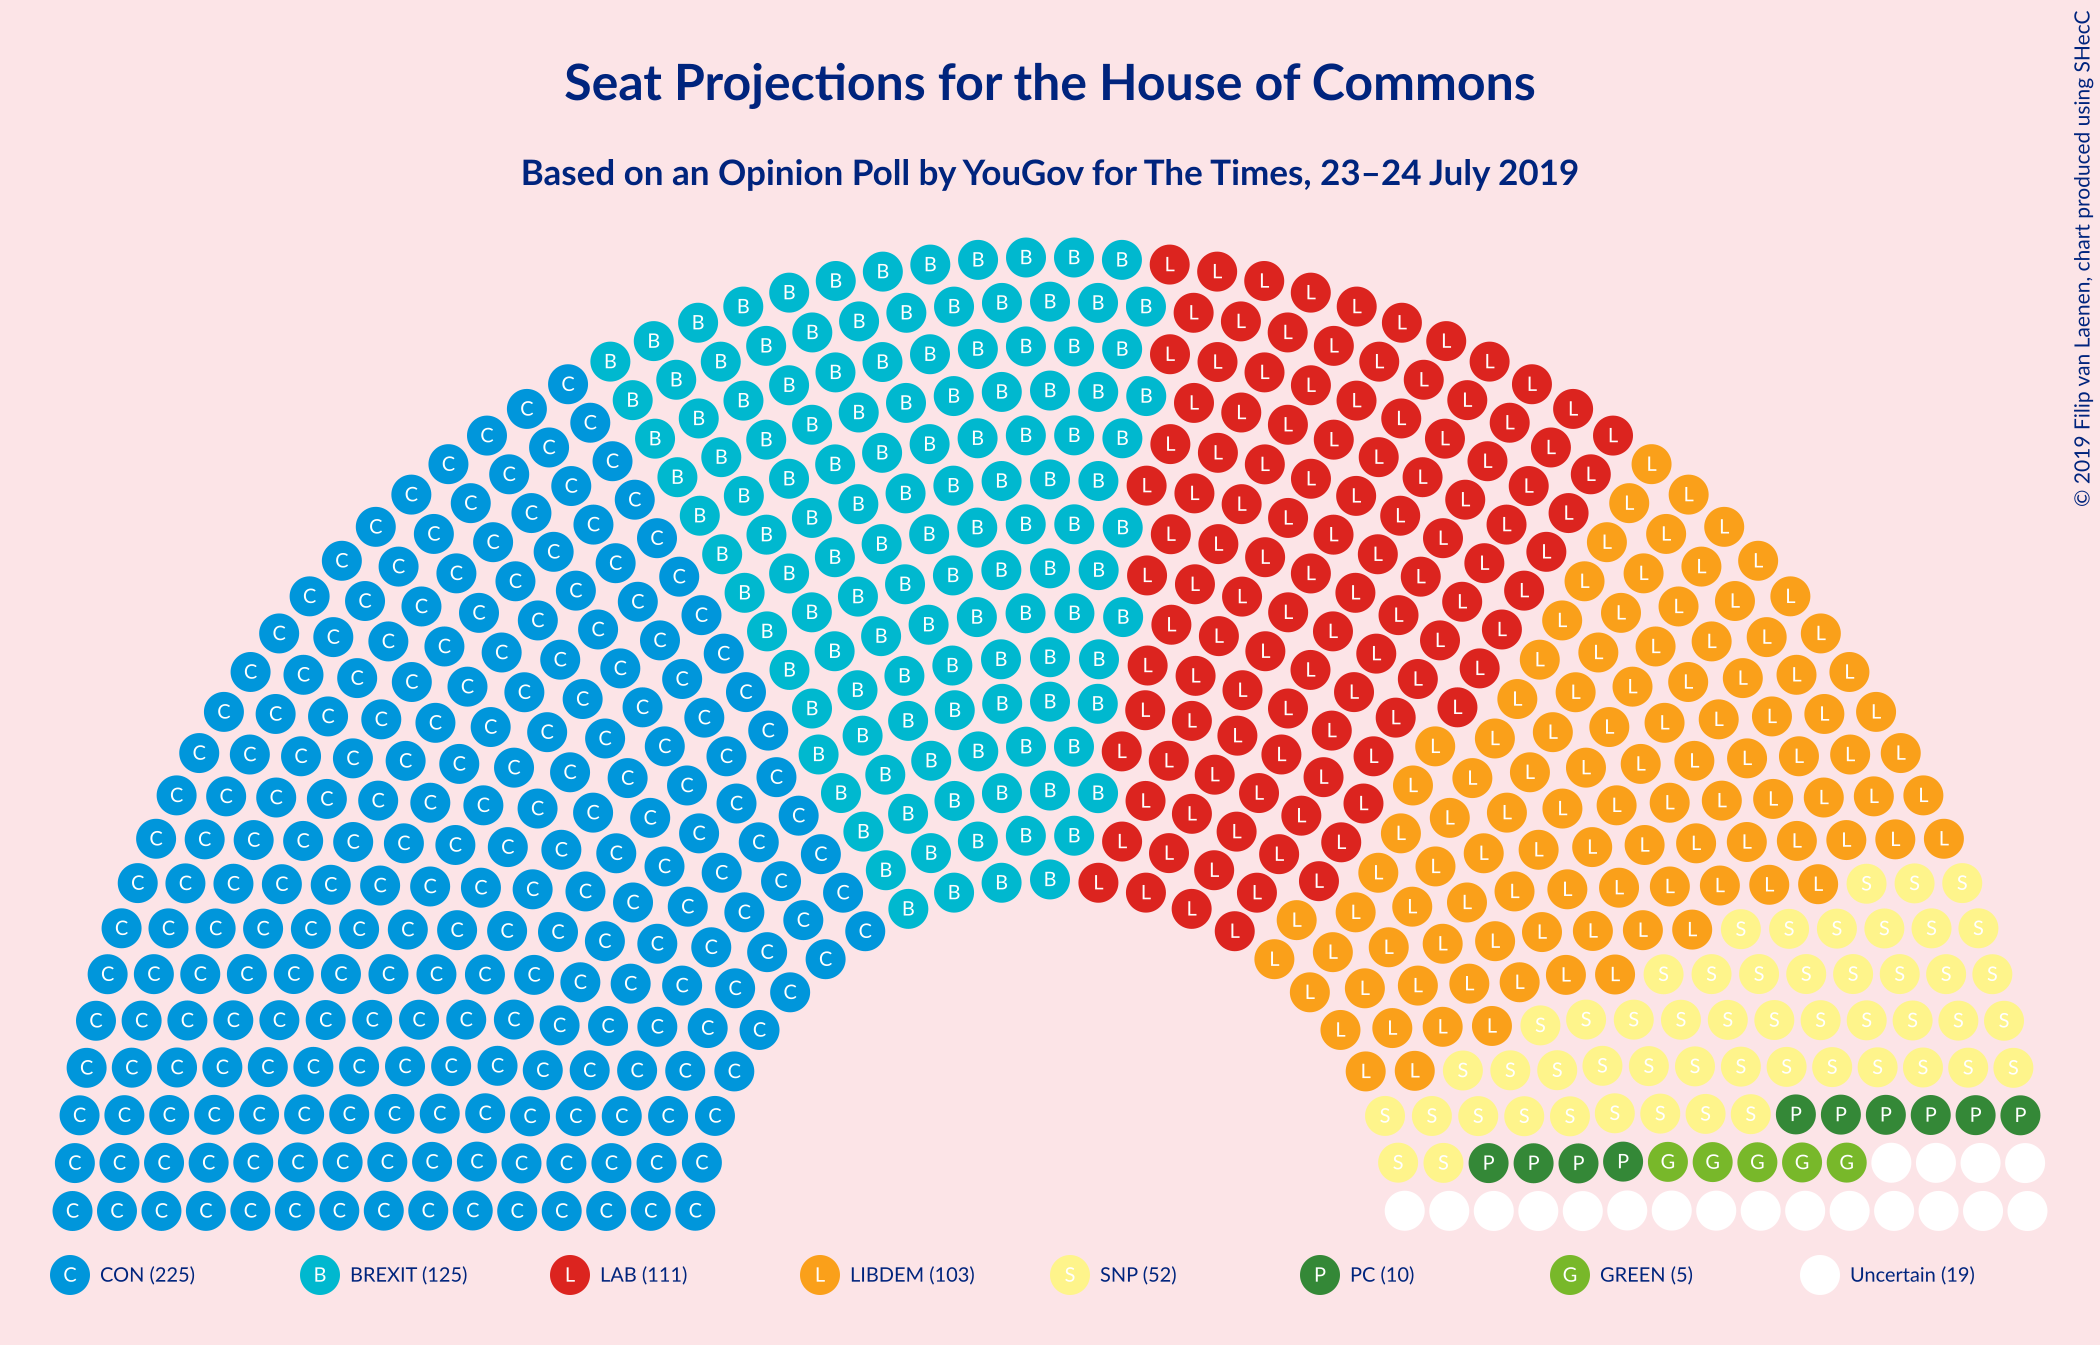 Seat Projections for the House of Commons
Based on an Opinion Poll by YouGov for The Times, 23–24 July 2019
© 2019 Filip van Laenen, chart produced using SHecC
C CON (225)
B BREXIT (125)
L LAB (111)
L LIBDEM (103)
S SNP (52)
P PC (10)
G GREEN (5)
Uncertain (19)